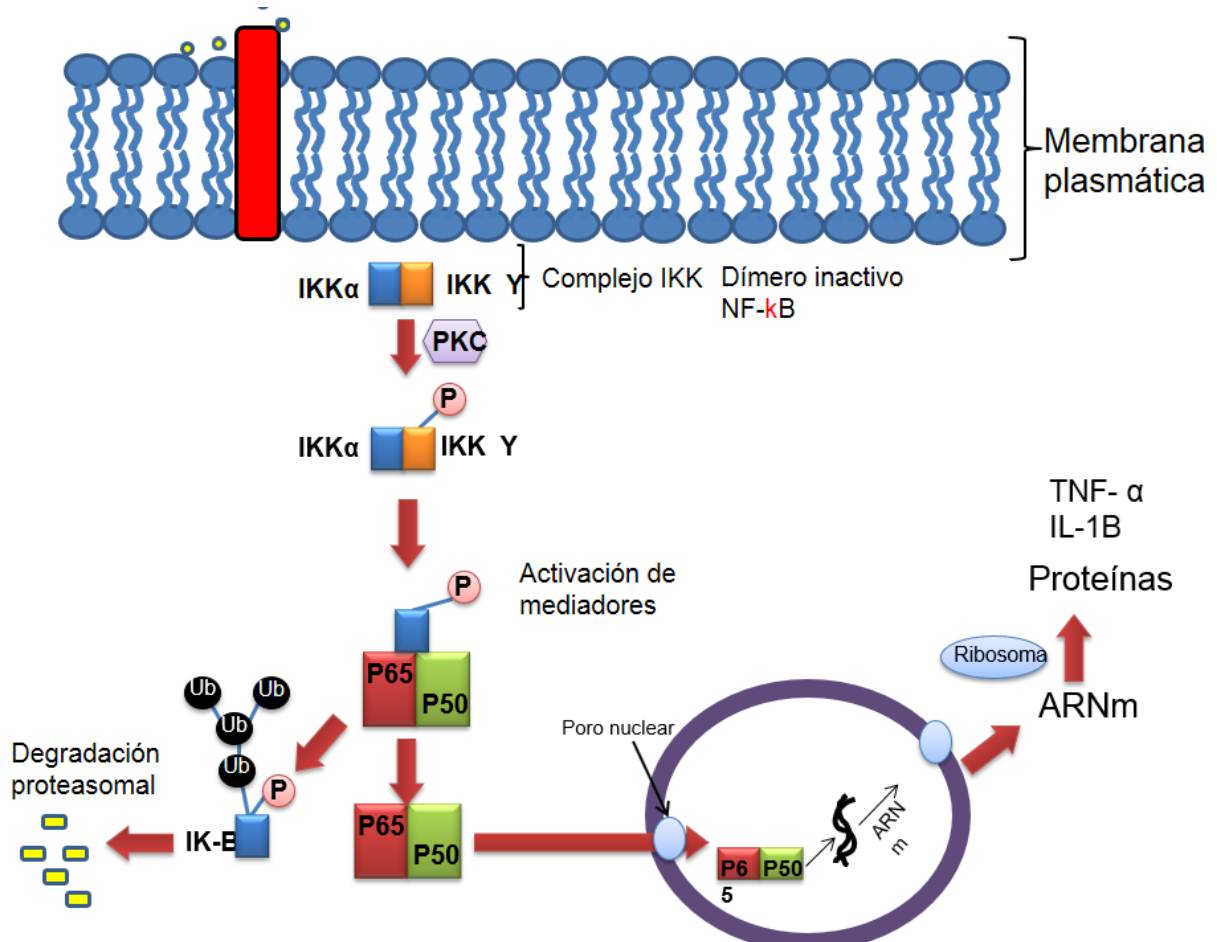 Membrana
plasmática
IKKα
IKK Y
Complejo IKK
Dímero inactivo
NF-kB
PKC
P
IKKα
IKK Y
P
Activación de
mediadores
P65
P50
Ub
Ub
Ub
Ub
P
Degradación
proteasomal
IK-B
P65
P50
Poro nuclear
P6
5
P50
ARN
m
TNF- α
IL-1B
Proteínas
Ribosoma
ARNm